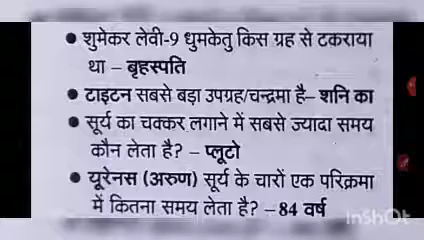 • शुमेकर लेवी-9 धुमकेतु किस ग्रह से टकराया
था – बृहस्पति
• टाइटन सबसे बड़ा उपग्रह/चन्द्रमा है– शनि का
• सूर्य का चक्कर लगाने में सबसे ज्यादा समय
कौन लेता है? – प्लूटो
• यूरेनस (अरुण) सूर्य के चारों एक परिक्रमा
में कितना समय लेता है? – 84 वर्ष
InShOt